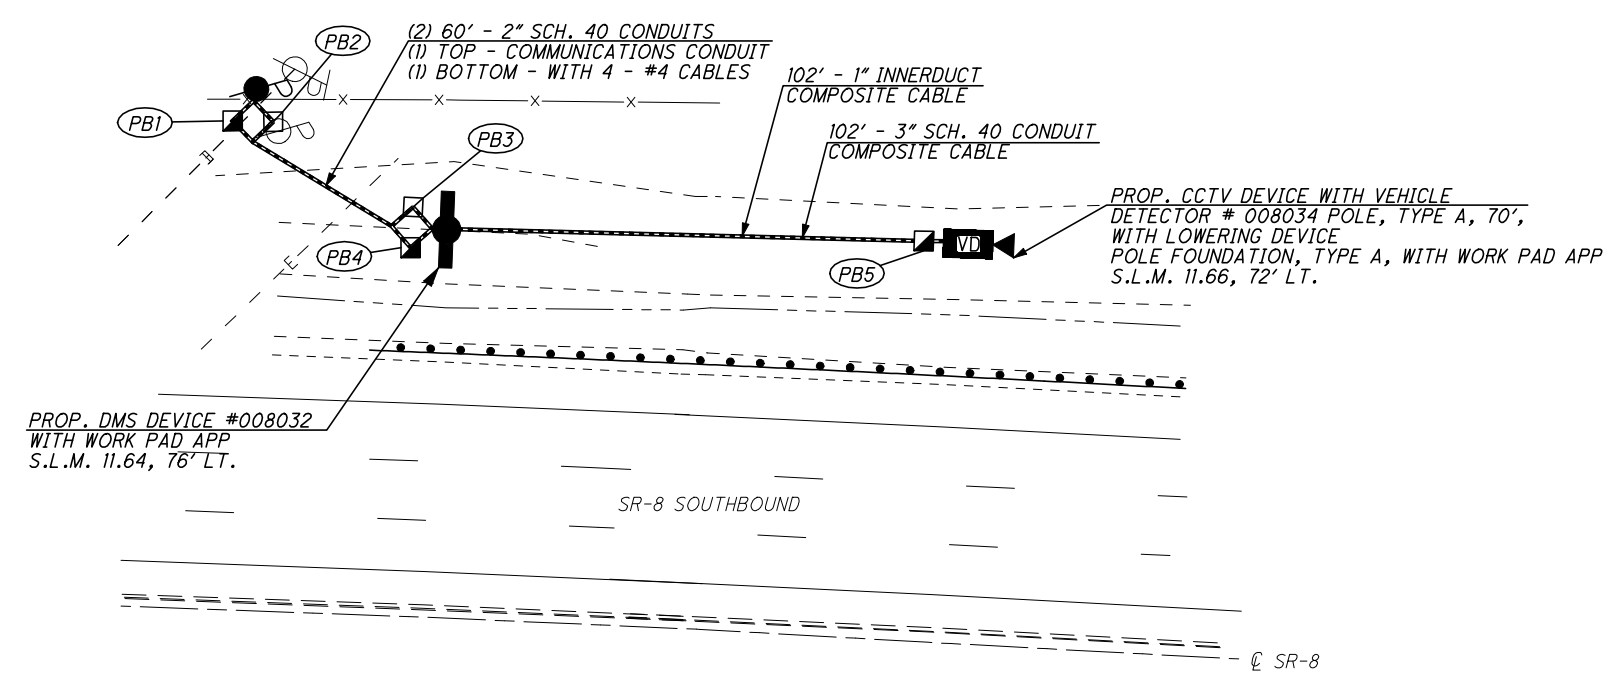 PB2
(2) 60' - 2" SCH. 40 CONDUITS
(1) TOP - COMMUNICATIONS CONDUIT
(1) BOTTOM - WITH 4 - #4 CABLES
102' - 1" INNERDUCT
COMPOSITE CABLE
PB1
PB3
102' - 3" SCH. 40 CONDUIT
COMPOSITE CABLE
P
P
P
E
E
PB4
PB5
VD
PROP. CCTV DEVICE WITH VEHICLE
DETECTOR # 008034 POLE, TYPE A, 70',
WITH LOWERING DEVICE
POLE FOUNDATION, TYPE A, WITH WORK PAD APP
S.L.M. 11.66, 72' LT.
PROP. DMS DEVICE #008032
WITH WORK PAD APP
S.L.M. 11.64, 76' LT.
SR-8 SOUTHBOUND
℄ SR-8